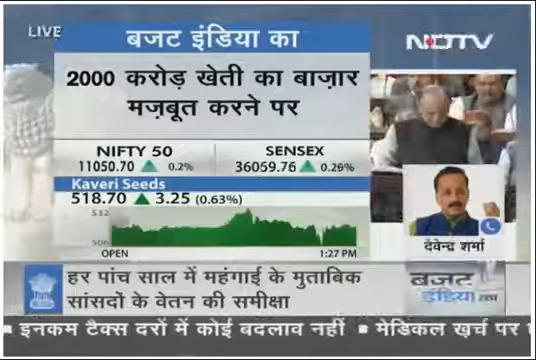 LIVE
बजट इंडिया का
NDTV
2000 करोड़ खेती का बाज़ार
मज़बूत करने पर
NIFTY 50
11050.70 0.2%
SENSEX
36059.76 0.26%
Kaveri Seeds
518.70 3.25 (0.63%)
532
506
OPEN 1:27 PM
देवेन्द्र शर्मा
हर पांच साल में महंगाई के मुताबिक
सांसदों के वेतन की समीक्षा
बजट
इंडिया का
इनकम टैक्स दरों में कोई बदलाव नहीं ■ मेडिकल ख़र्च पर